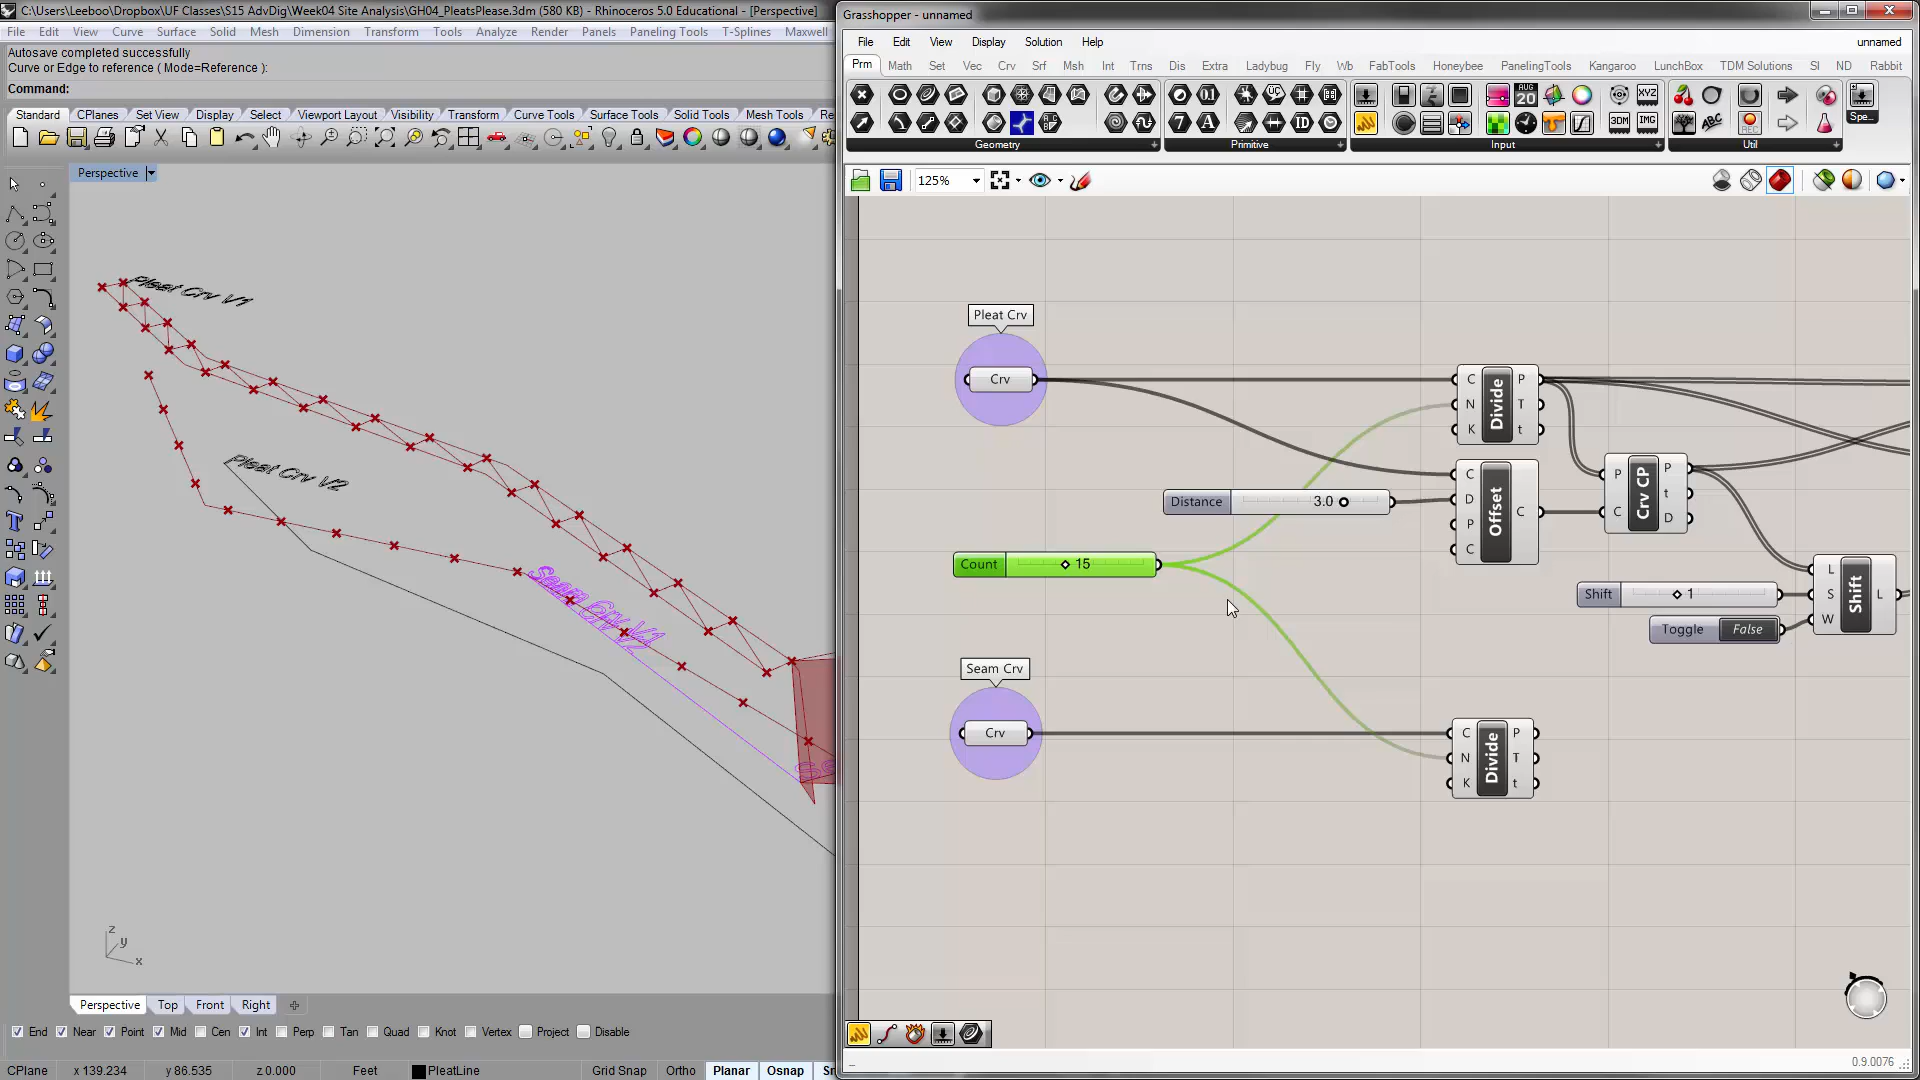 C:\Users\Leeboo\Dropbox\UF Classes\S15 AdvDig\Week04 Site Analysis\GH04_PleatsPlease.3dm (580 KB) - Rhinoceros 5.0 Educational - [Perspective]
File Edit View Curve Surface Solid Mesh Dimension Transform Tools Analyze Render Panels Paneling Tools T-Splines Maxwell
Autosave completed successfully
Curve or Edge to reference ( Mode=Reference ):
Command:
Standard CPlanes Set View Display Select Viewport Layout Visibility Transform Curve Tools Surface Tools Solid Tools Mesh Tools Re
Perspective
Pleat Crv V1
Pleat Crv V2
Seam Crv V1
z
y
x
Perspective Top Front Right
End Near Point Mid Cen Int Perp Tan Quad Knot Vertex Project Disable
CPlane x 139.234 y 86.535 z 0.000 Feet PleatLine Grid Snap Ortho Planar Osnap
Grasshopper - unnamed
File Edit View Display Solution Help unnamed
Prm Math Set Vec Crv Srf Msh Int Trns Dis Extra Ladybug Fly Wb FabTools Honeybee PanelingTools Kangaroo LunchBox TDM Solutions SI ND Rabbit
Geometry Primitive Input Util Spe...
125%
Pleat Crv
Crv
C Divide P
N T
K t
C Offset
D C
P
C
Distance 3.0
P Crv CP P
t
C D
Count 15
Shift 1
Toggle False
L Shift
S L
W
Seam Crv
Crv
C Divide P
N T
K t
0.9.0076